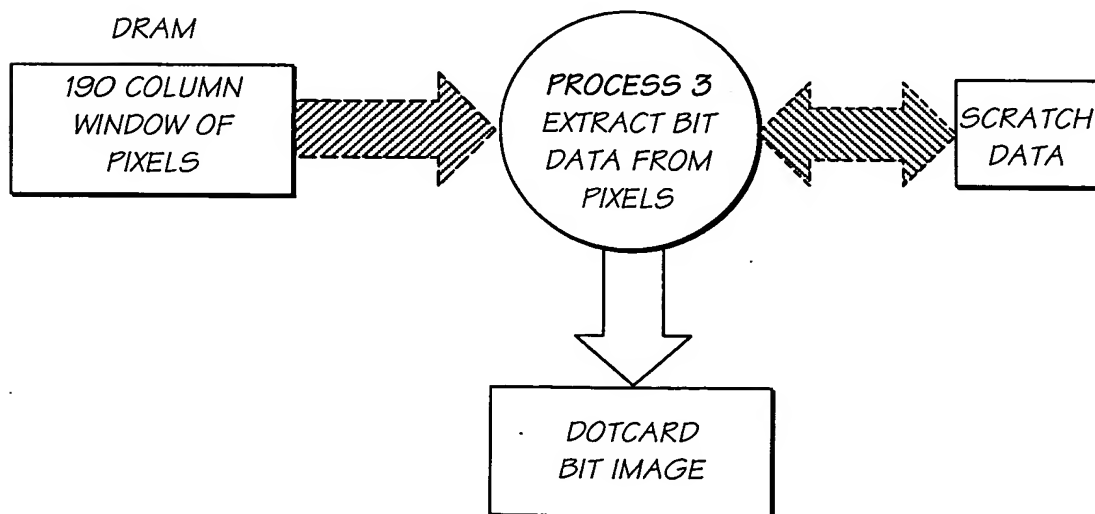 DRAM
190 COLUMN
WINDOW OF
PIXELS
PROCESS 3
EXTRACT BIT
DATA FROM
PIXELS
SCRATCH
DATA
DOTCARD
BIT IMAGE